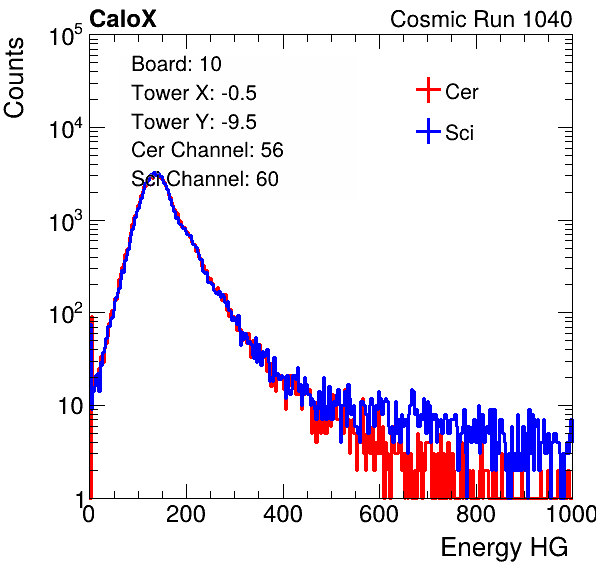 CaloX
Cosmic Run 1040
Counts
Board: 10
Tower X: -0.5
Tower Y: -9.5
Cer Channel: 56
Sci Channel: 60
Cer
Sci
10^5
10^4
10^3
10^2
10
1
0 200 400 600 800 1000
Energy HG